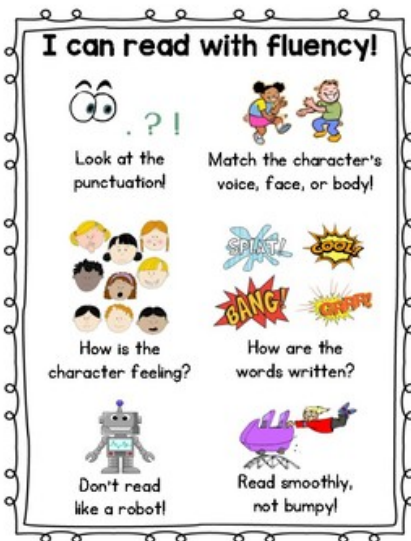 I can read with fluency!
. ? !
Look at the
punctuation!
Match the character's
voice, face, or body!
How is the
character feeling?
SPLAT!
COOL!
BANG!
GRRR!
How are the
words written?
Don't read
like a robot!
Read smoothly,
not bumpy!